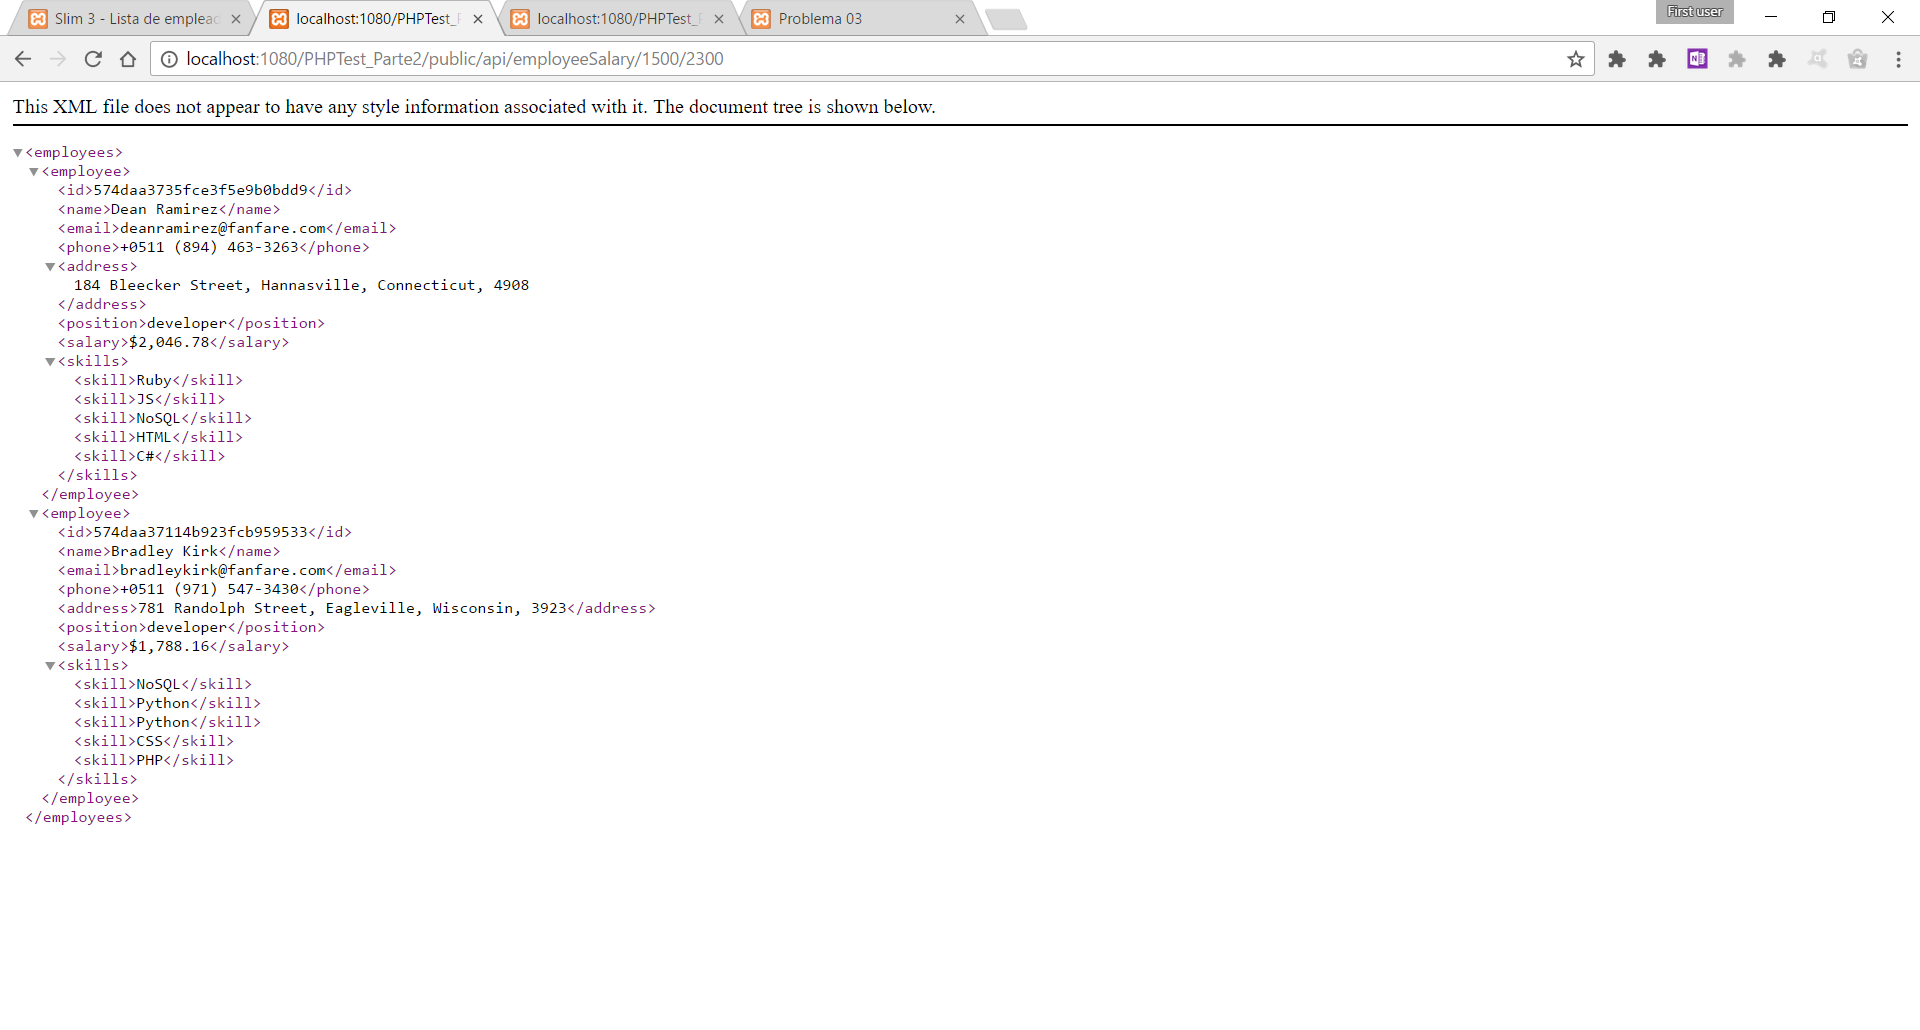 Slim 3 - Lista de emplead
localhost:1080/PHPTest_P
localhost:1080/PHPTest_P
Problema 03
First user
localhost:1080/PHPTest_Parte2/public/api/employeeSalary/1500/2300
This XML file does not appear to have any style information associated with it. The document tree is shown below.
<employees>
<employee>
<id>574daa3735fce3f5e9b0bdd9</id>
<name>Dean Ramirez</name>
<email>deanramirez@fanfare.com</email>
<phone>+0511 (894) 463-3263</phone>
<address>
184 Bleecker Street, Hannasville, Connecticut, 4908
</address>
<position>developer</position>
<salary>$2,046.78</salary>
<skills>
<skill>Ruby</skill>
<skill>JS</skill>
<skill>NoSQL</skill>
<skill>HTML</skill>
<skill>C#</skill>
</skills>
</employee>
<employee>
<id>574daa37114b923fcb959533</id>
<name>Bradley Kirk</name>
<email>bradleykirk@fanfare.com</email>
<phone>+0511 (971) 547-3430</phone>
<address>781 Randolph Street, Eagleville, Wisconsin, 3923</address>
<position>developer</position>
<salary>$1,788.16</salary>
<skills>
<skill>NoSQL</skill>
<skill>Python</skill>
<skill>Python</skill>
<skill>CSS</skill>
<skill>PHP</skill>
</skills>
</employee>
</employees>